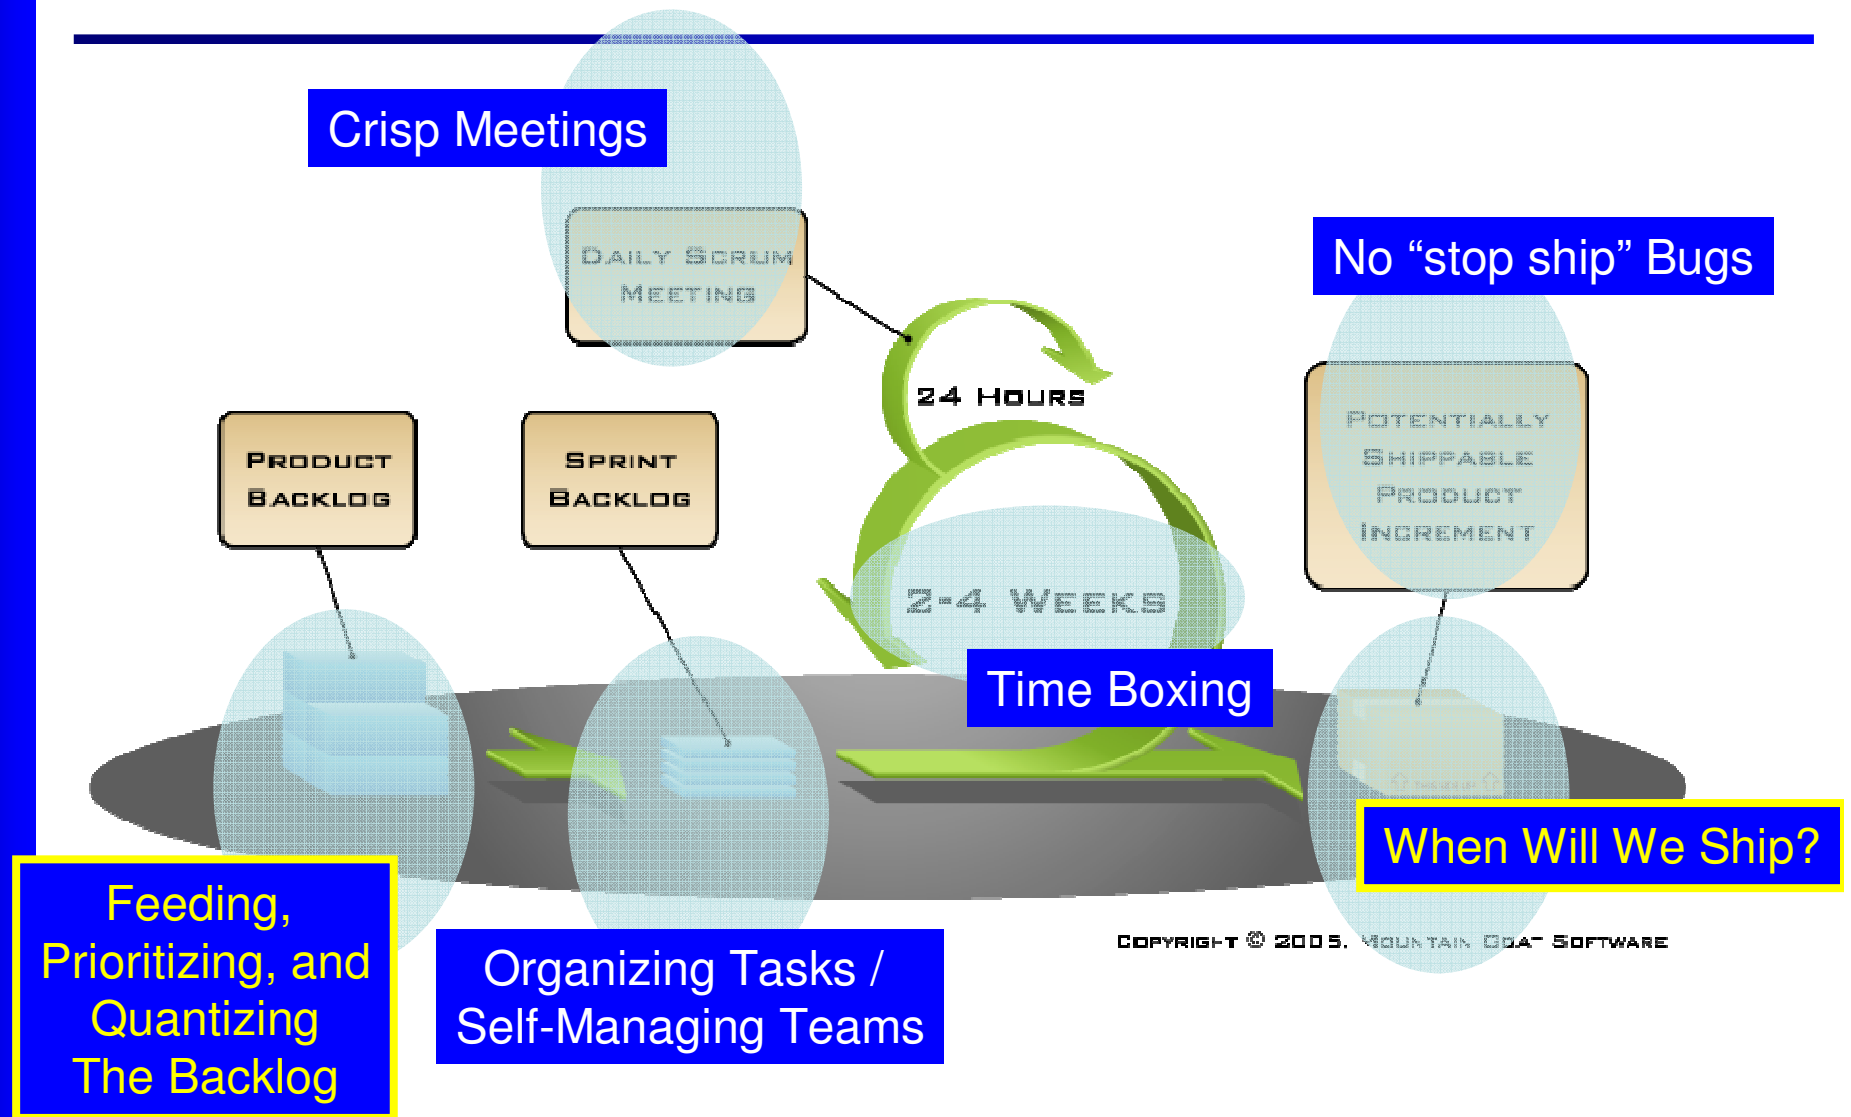 Crisp Meetings
DAILY SCRUM
MEETING
No “stop ship” Bugs
24 HOURS
POTENTIALLY
SHIPPABLE
PRODUCT
INCREMENT
PRODUCT
BACKLOG
SPRINT
BACKLOG
2-4 WEEKS
Time Boxing
When Will We Ship?
Feeding,
Prioritizing, and
Quantizing
The Backlog
Organizing Tasks /
Self-Managing Teams
COPYRIGHT © 2005, MOUNTAIN GOAT SOFTWARE